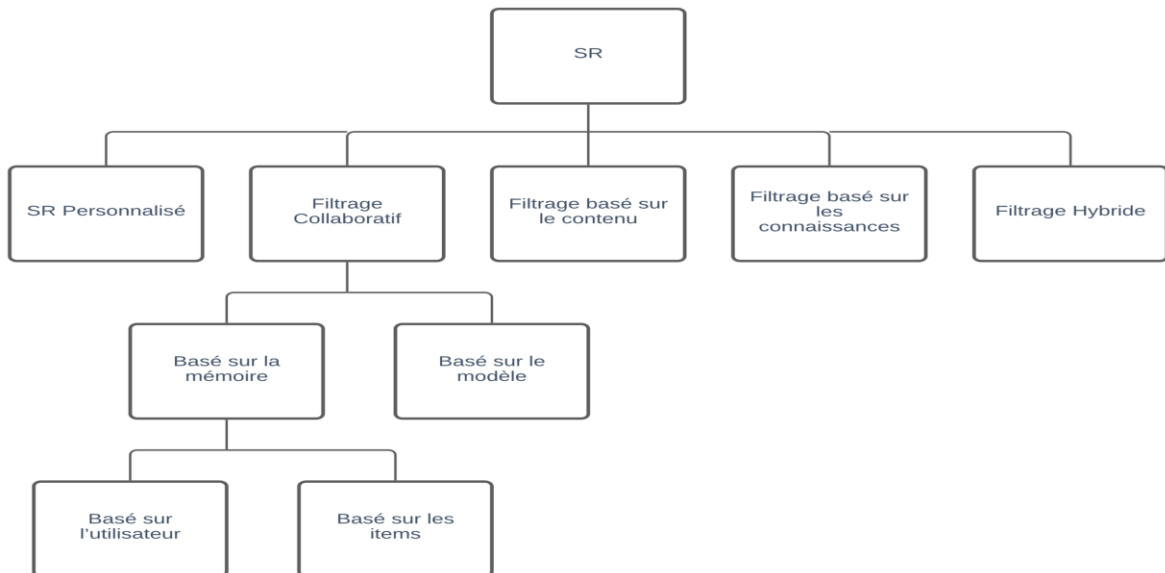 SR
SR Personnalisé
Filtrage
Collaboratif
Filtrage basé sur
le contenu
Filtrage basé sur
les
connaissances
Filtrage Hybride
Basé sur la
mémoire
Basé sur le
modèle
Basé sur
l'utilisateur
Basé sur les
items